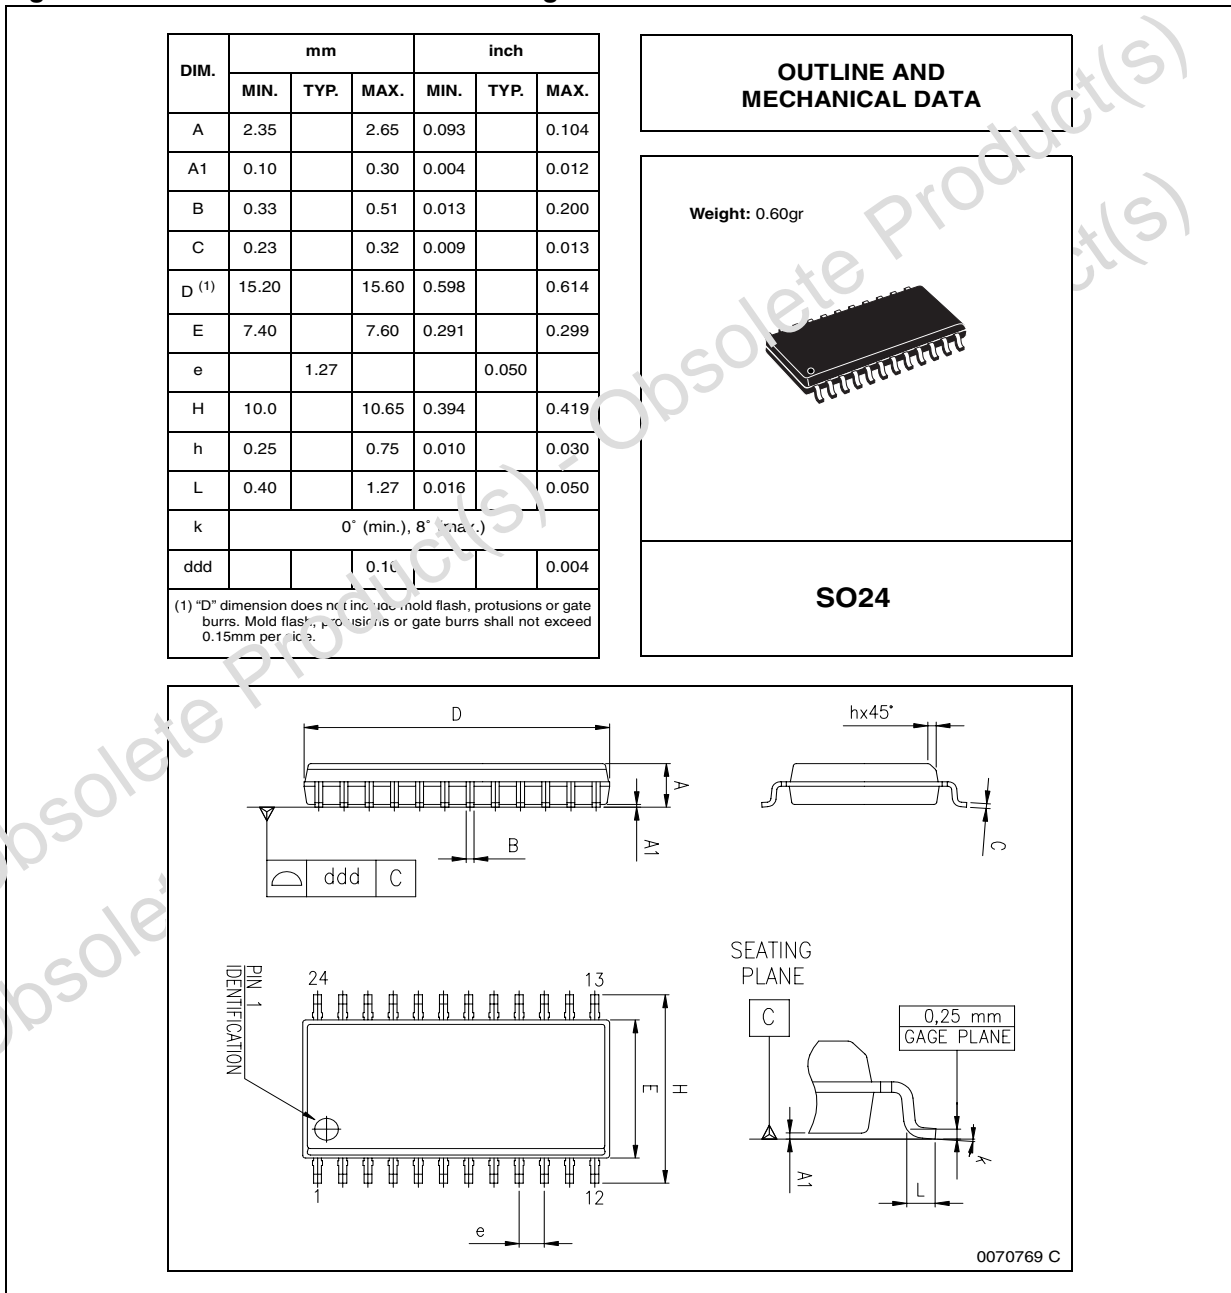 DIM. mm inch
MIN. TYP. MAX. MIN. TYP. MAX.
A 2.35 2.65 0.093 0.104
A1 0.10 0.30 0.004 0.012
B 0.33 0.51 0.013 0.200
C 0.23 0.32 0.009 0.013
D (1) 15.20 15.60 0.598 0.614
E 7.40 7.60 0.291 0.299
e 1.27 0.050
H 10.0 10.65 0.394 0.419
h 0.25 0.75 0.010 0.030
L 0.40 1.27 0.016 0.050
k 0˚ (min.), 8˚ (max.)
ddd 0.004
(1) “D” dimension does not include mold flash, protusions or gate
burrs. Mold flash, protusions or gate burrs shall not exceed
0.15mm per side.
OUTLINE AND
MECHANICAL DATA
Weight: 0.60gr
SO24
D
hx45°
A
B
A1
C
ddd C
PIN 1
IDENTIFICATION
24
13
E
H
1
12
e
SEATING
PLANE
C
0,25 mm
GAGE PLANE
A1
L
k
0070769 C
Obsolete Product(s) - Obsolete Product(s)